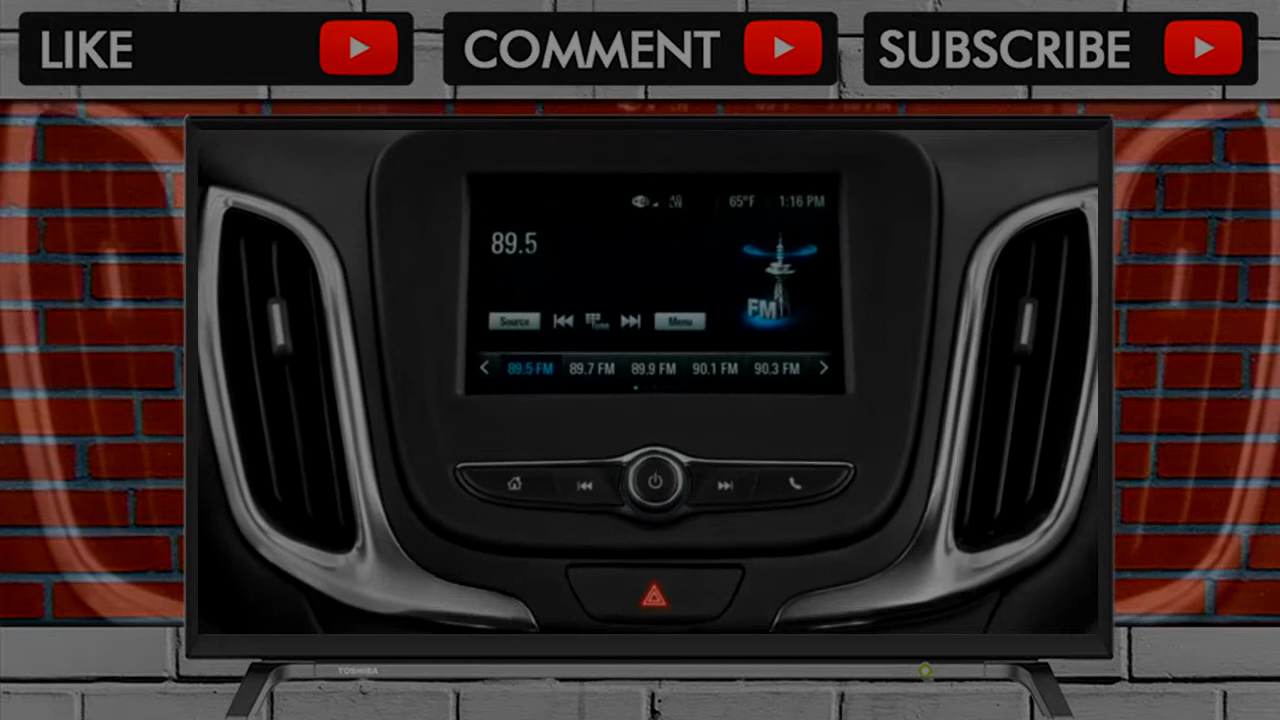 LIKE
COMMENT
SUBSCRIBE
65°F
1:16 PM
89.5
FM
Source
Menu
89.5 FM
89.7 FM
89.9 FM
90.1 FM
90.3 FM
TOSHIBA